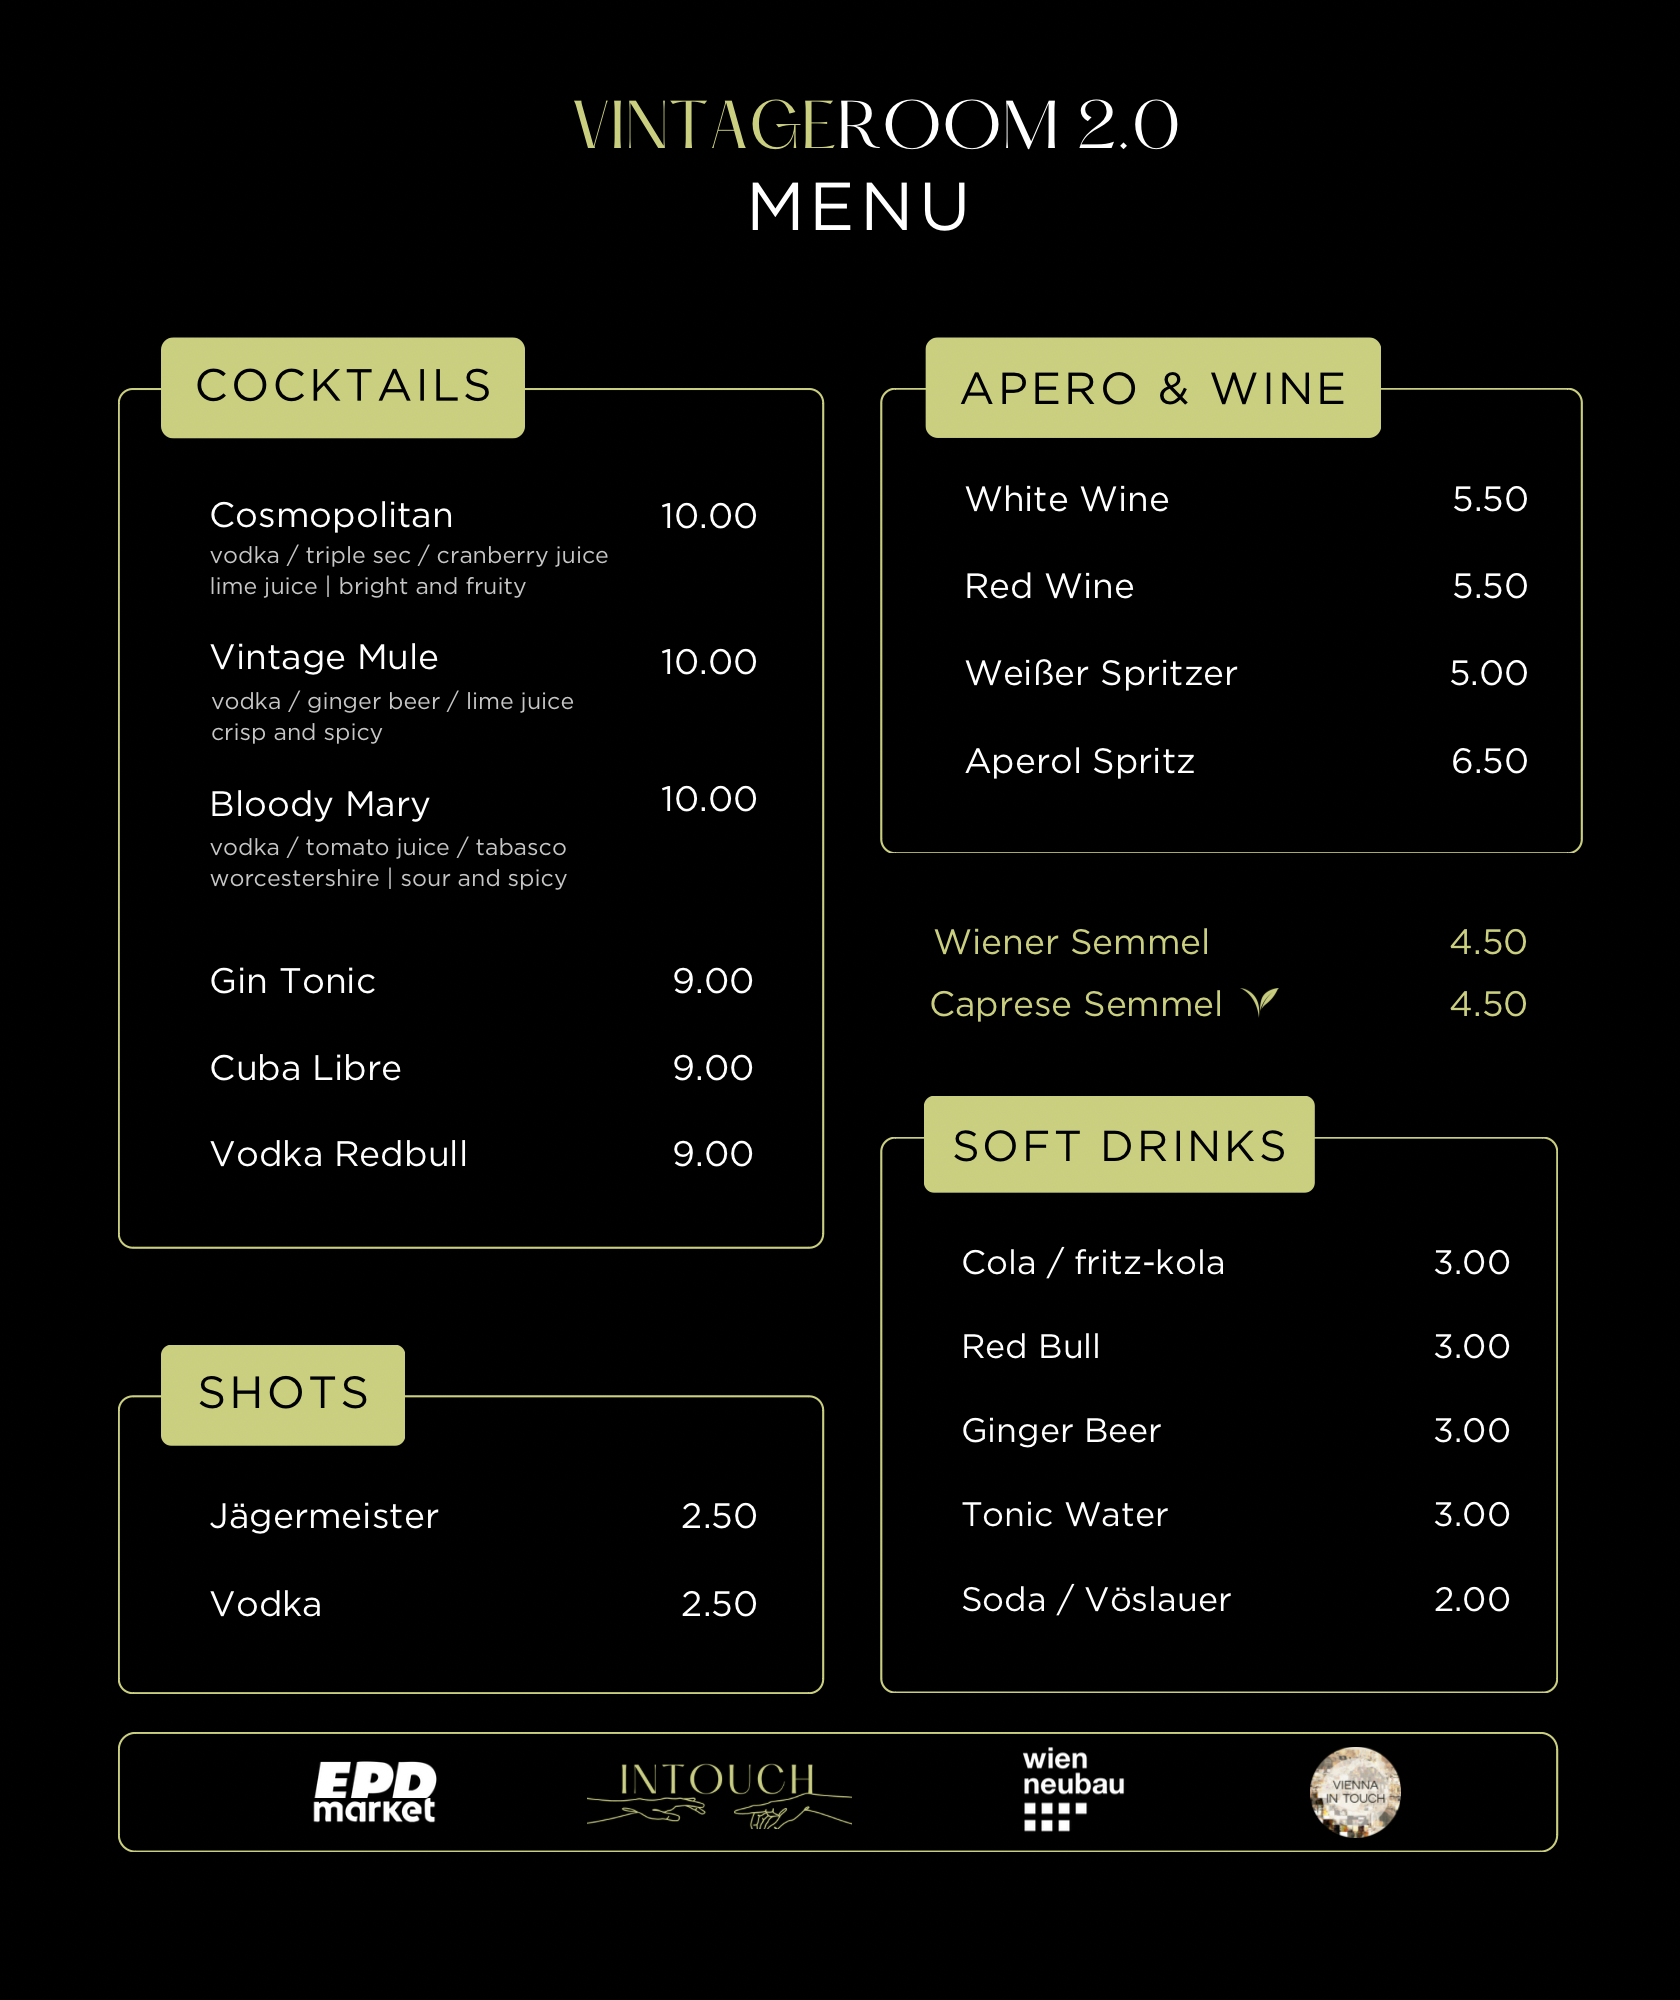 VINTAGEROOM 2.0
MENU
COCKTAILS
Cosmopolitan 10.00
vodka / triple sec / cranberry juice
lime juice | bright and fruity
Vintage Mule 10.00
vodka / ginger beer / lime juice
crisp and spicy
Bloody Mary 10.00
vodka / tomato juice / tabasco
worcestershire | sour and spicy
Gin Tonic 9.00
Cuba Libre 9.00
Vodka Redbull 9.00
SHOTS
Jägermeister 2.50
Vodka 2.50
APERO & WINE
White Wine 5.50
Red Wine 5.50
Weißer Spritzer 5.00
Aperol Spritz 6.50
Wiener Semmel 4.50
Caprese Semmel 4.50
SOFT DRINKS
Cola / fritz-kola 3.00
Red Bull 3.00
Ginger Beer 3.00
Tonic Water 3.00
Soda / Vöslauer 2.00
EPD
market
INTOUCH
wien
neubau
VIENNA
IN TOUCH